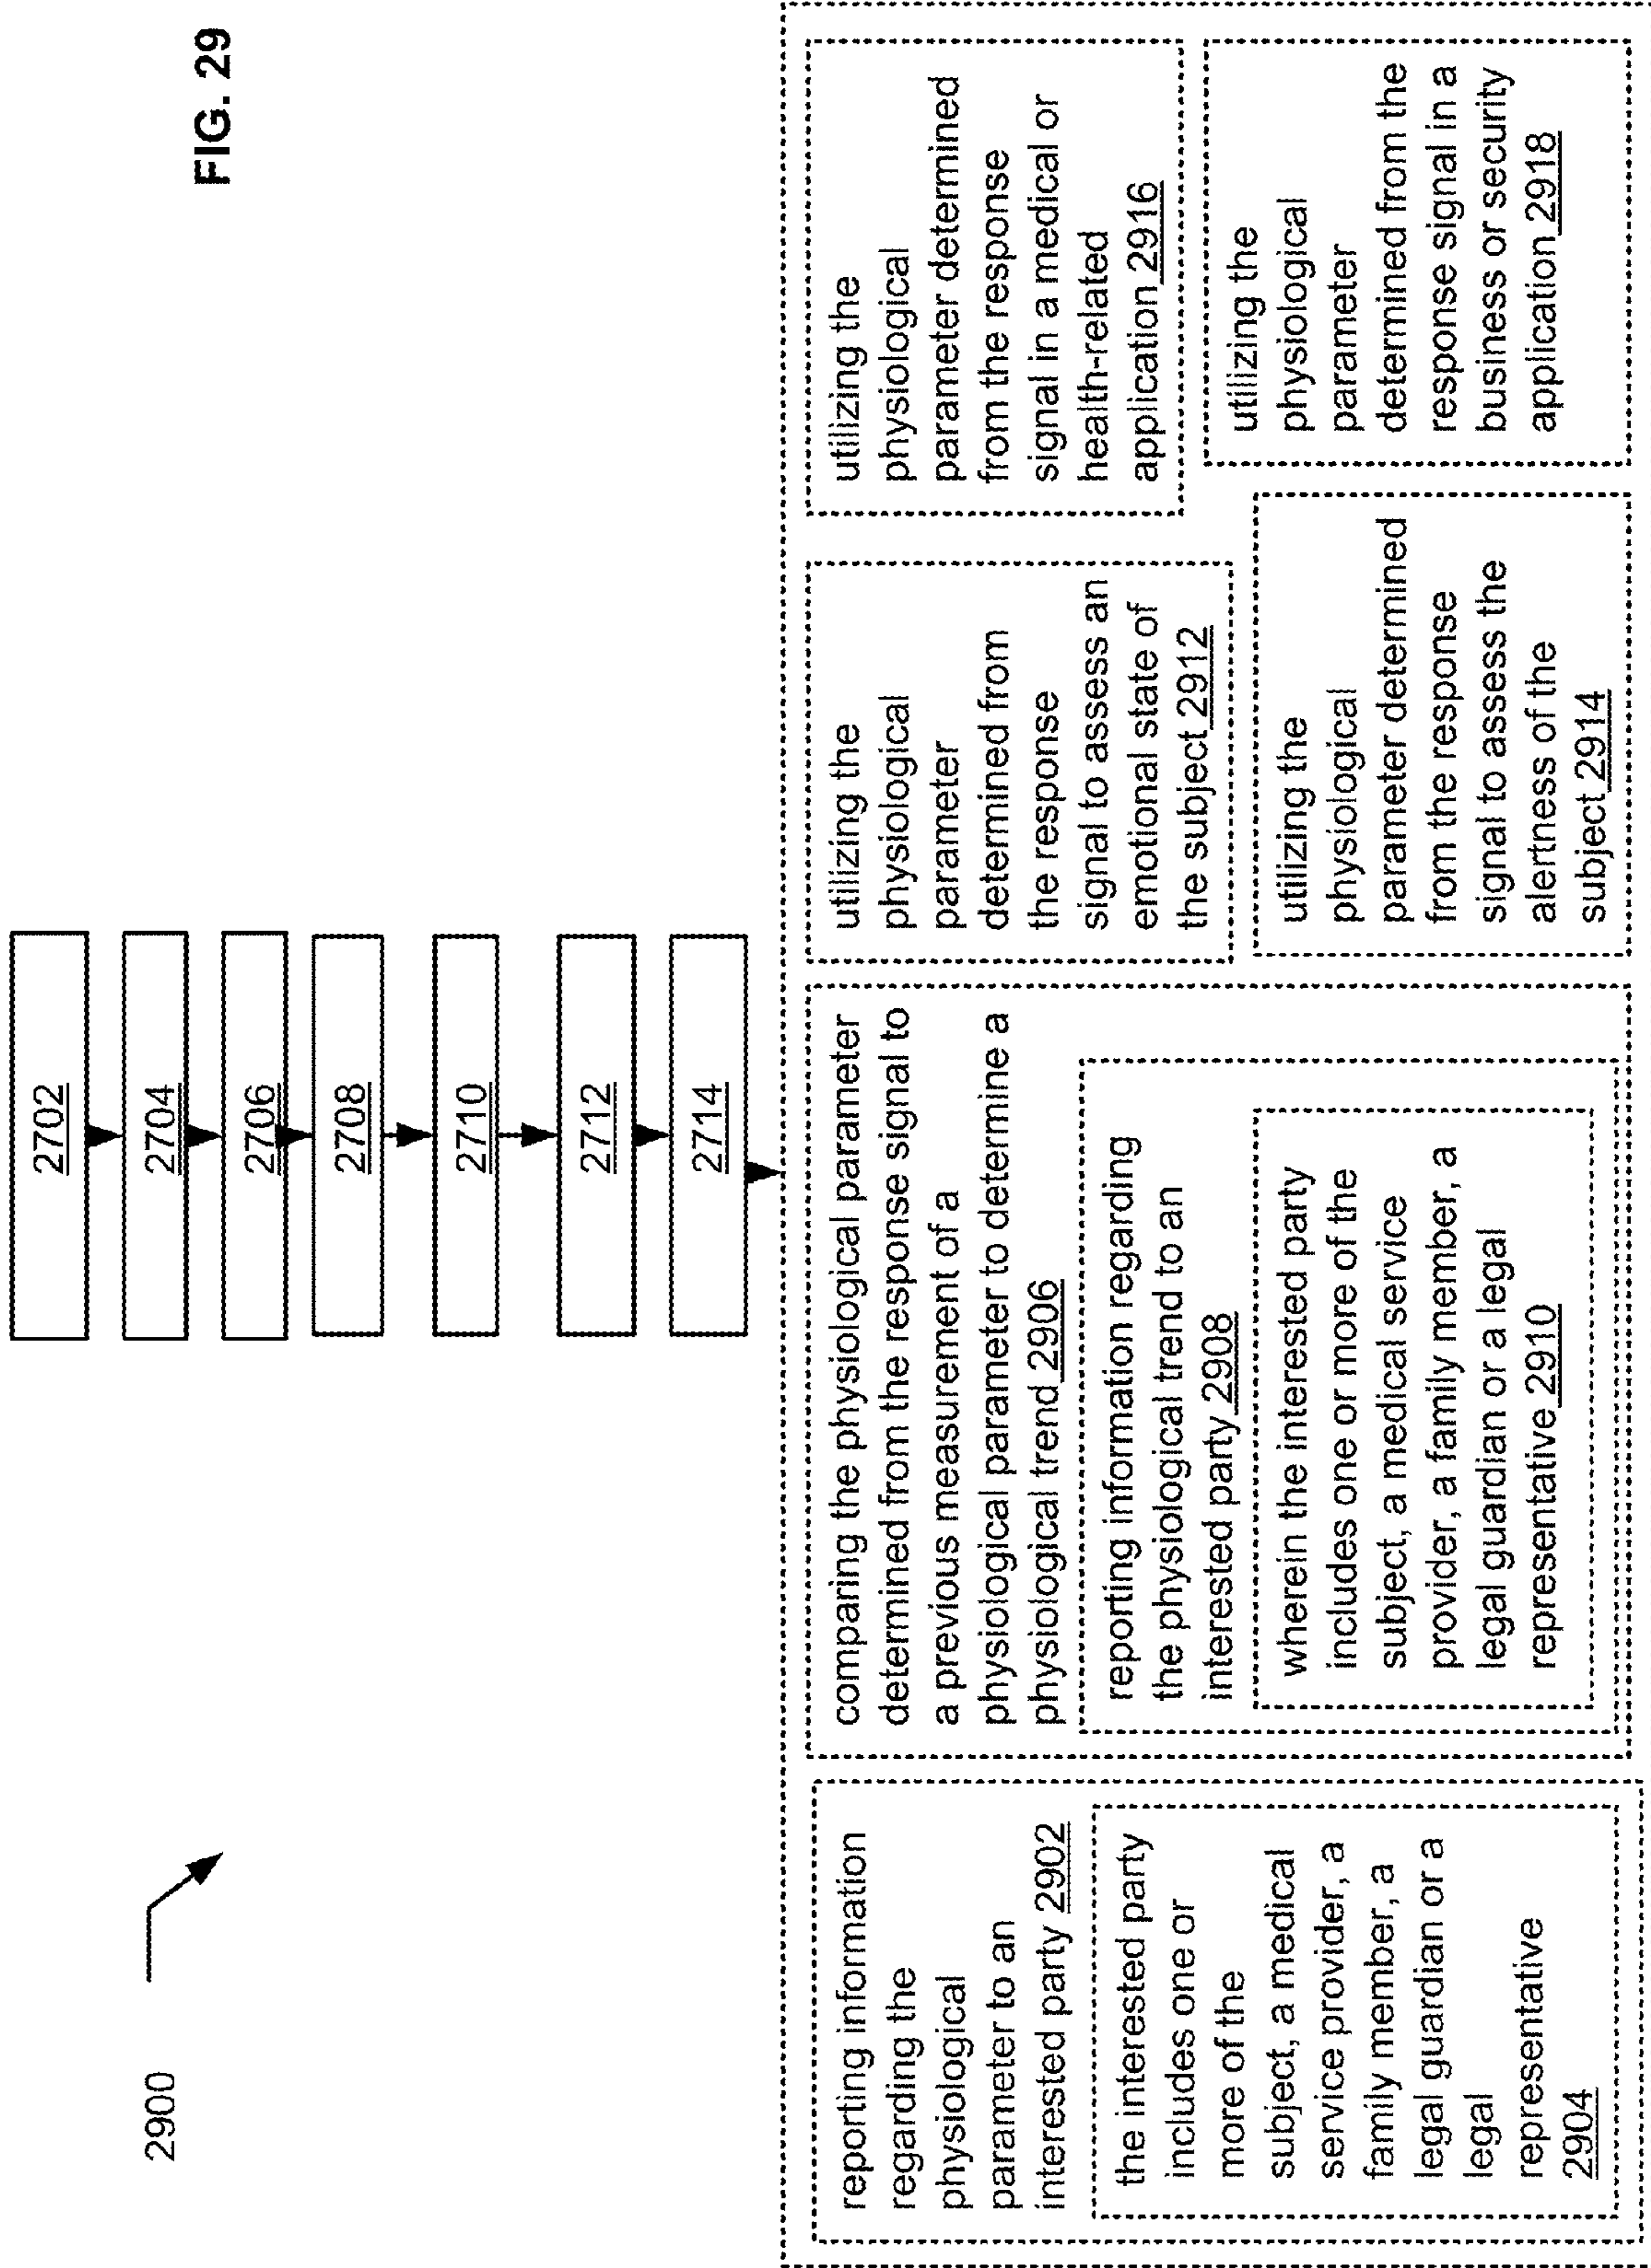 FIG. 29
2900
2702
2704
2706
2708
2710
2712
2714
reporting information
regarding the
physiological
parameter to an
interested party 2902
the interested party
includes one or
more of the
subject, a medical
service provider, a
family member, a
legal guardian or a
legal
representative
2904
comparing the physiological parameter
determined from the response signal to
a previous measurement of a
physiological parameter to determine a
physiological trend 2906
reporting information regarding
the physiological trend to an
interested party 2908
wherein the interested party
includes one or more of the
subject, a medical service
provider, a family member, a
legal guardian or a legal
representative 2910
utilizing the
physiological
parameter
determined from
the response
signal to assess an
emotional state of
the subject 2912
utilizing the
physiological
parameter determined
from the response
signal to assess the
alertness of the
subject 2914
utilizing the
physiological
parameter determined
from the response
signal in a medical or
health-related
application 2916
utilizing the
physiological
parameter
determined from the
response signal in a
business or security
application 2918